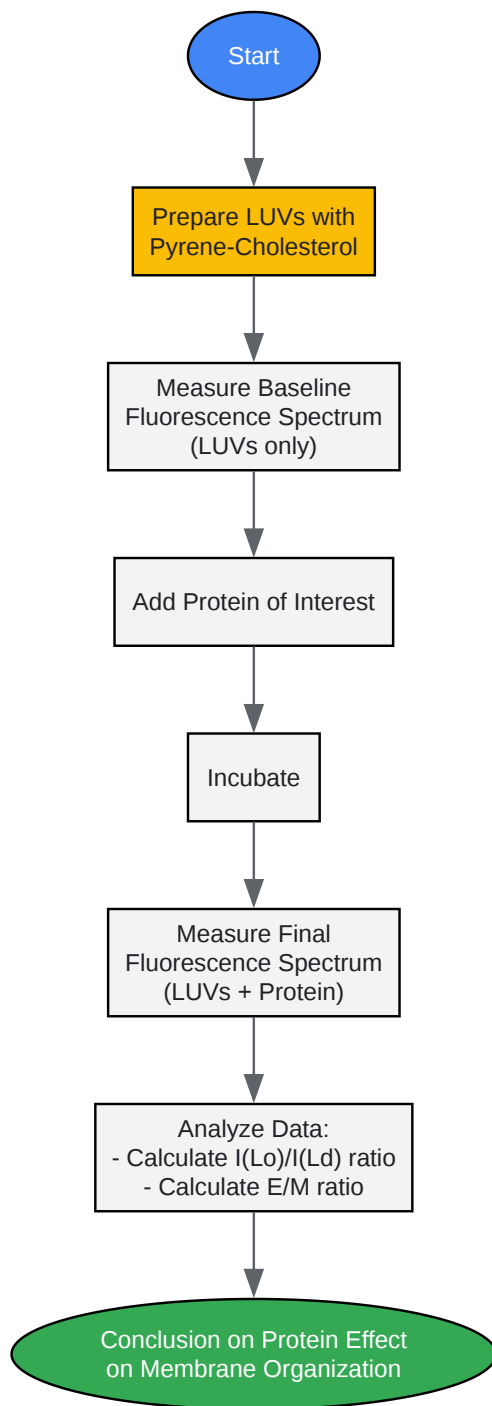 Start
Prepare LUVs with
Pyrene-Cholesterol
Measure Baseline
Fluorescence Spectrum
(LUVs only)
Add Protein of Interest
Incubate
Measure Final
Fluorescence Spectrum
(LUVs + Protein)
Analyze Data:
- Calculate I(Lo)/I(Ld) ratio
- Calculate E/M ratio
Conclusion on Protein Effect
on Membrane Organization